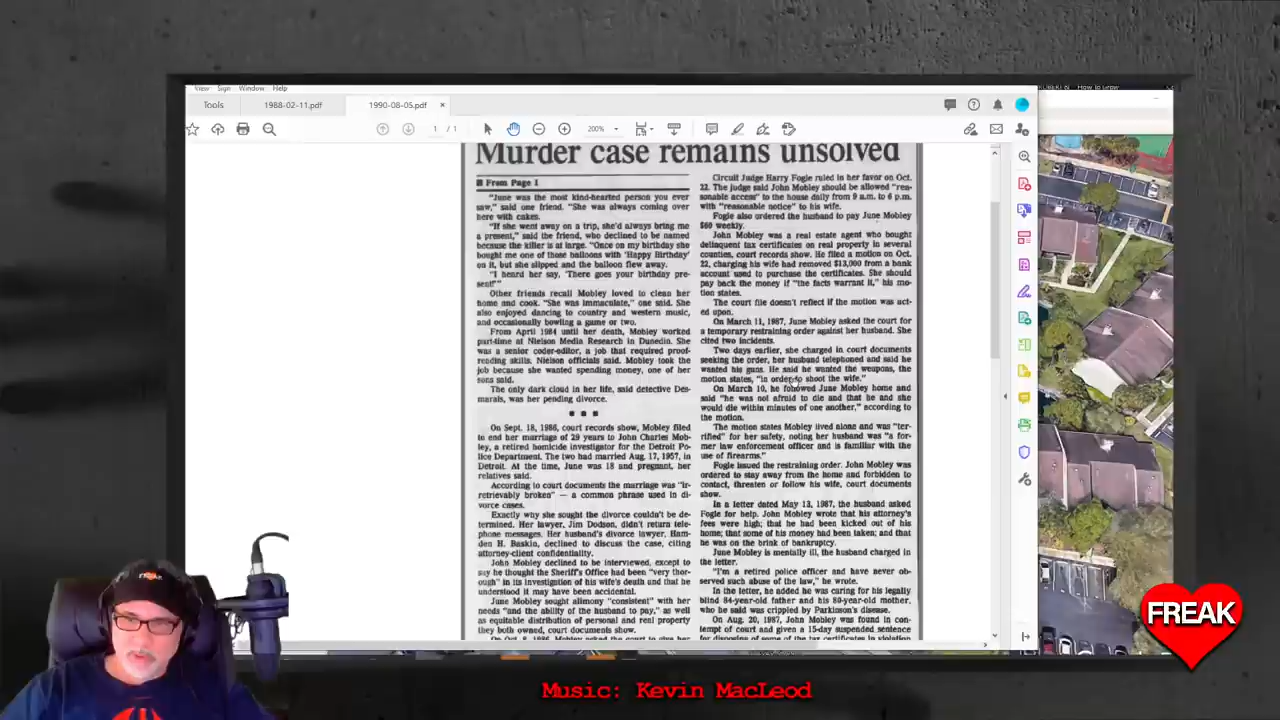 View Sign Window Help
Tools 1988-02-11.pdf 1990-08-05.pdf ×
1 / 1 200%
Murder case remains unsolved
From Page 1
"June was the most kind-hearted person you ever
saw," said one friend. "She was always coming over
here with cakes.
"If she went away on a trip, she'd always bring me
a present," said the friend, who declined to be named
because the killer is at large. "Once on my birthday she
bought me one of those balloons with 'Happy Birthday'
on it, but she slipped and the balloon flew away.
"I heard her say, 'There goes your birthday pre-
sent!'"
Other friends recall Mobley loved to clean her
home and cook. "She was immaculate," one said. She
also enjoyed dancing to country and western music,
and occasionally bowling a game or two.
From April 1984 until her death, Mobley worked
part-time at Nielson Media Research in Dunedin. She
was a senior coder-editor, a job that required proof-
reading skills. Nielson officials said. Mobley took the
job because she wanted spending money, one of her
sons said.
The only dark cloud in her life, said detective Des-
marais, was her pending divorce.
On Sept. 18, 1986, court records show, Mobley filed
to end her marriage of 29 years to John Charles Mob-
ley, a retired homicide investigator for the Detroit Po-
lice Department. The two had married Aug. 17, 1957, in
Detroit. At the time, June was 18 and pregnant, her
relatives said.
According to court documents the marriage was "ir-
retrievably broken" — a common phrase used in di-
vorce cases.
Exactly why she sought the divorce couldn't be de-
termined. Her lawyer, Jim Dodson, didn't return tele-
phone messages. Her husband's divorce lawyer, Ham-
den H. Baskin, declined to discuss the case, citing
attorney-client confidentiality.
John Mobley declined to be interviewed, except to
say he thought the Sheriff's Office had been "very thor-
ough" in its investigation of his wife's death and that he
understood it may have been accidental.
June Mobley sought alimony "consistent" with her
needs "and the ability of the husband to pay," as well
as equitable distribution of personal and real property
they both owned, court documents show.
On Oct. 8, 1986, Mobley asked the court to give her
Circuit Judge Harry Fogle ruled in her favor on Oct.
22. The judge said John Mobley should be allowed "rea-
sonable access" to the house daily from 9 a.m. to 6 p.m.
with "reasonable notice" to his wife.
Fogle also ordered the husband to pay June Mobley
$60 weekly.
John Mobley was a real estate agent who bought
delinquent tax certificates on real property in several
counties, court records show. He filed a motion on Oct.
22, charging his wife had removed $13,000 from a bank
account used to purchase the certificates. She should
pay back the money if "the facts warrant it," his mo-
tion states.
The court file doesn't reflect if the motion was act-
ed upon.
On March 11, 1987, June Mobley asked the court for
a temporary restraining order against her husband. She
cited two incidents.
Two days earlier, she charged in court documents
seeking the order, her husband telephoned and said he
wanted his guns. He said he wanted the weapons, the
motion states, "in order to shoot the wife."
On March 10, he followed June Mobley home and
said "he was not afraid to die and that he and she
would die within minutes of one another," according to
the motion.
The motion states Mobley lived alone and was "ter-
rified" for her safety, noting her husband was "a for-
mer law enforcement officer and is familiar with the
use of firearms."
Fogle issued the restraining order. John Mobley was
ordered to stay away from the home and forbidden to
contact, threaten or follow his wife, court documents
show.
In a letter dated May 13, 1987, the husband asked
Fogle for help. John Mobley wrote that his attorney's
fees were high; that he had been kicked out of his
home; that some of his money had been taken; and that
he was on the brink of bankruptcy.
June Mobley is mentally ill, the husband charged in
the letter.
"I'm a retired police officer and have never ob-
served such abuse of the law," he wrote.
In the letter, he added he was caring for his legally
blind 84-year-old father and his 80-year-old mother,
who he said was crippled by Parkinson's disease.
On Aug. 20, 1987, John Mobley was found in con-
tempt of court and given a 15-day suspended sentence
for disposing of some of the tax certificates in violation
FREAK
Music: Kevin MacLeod